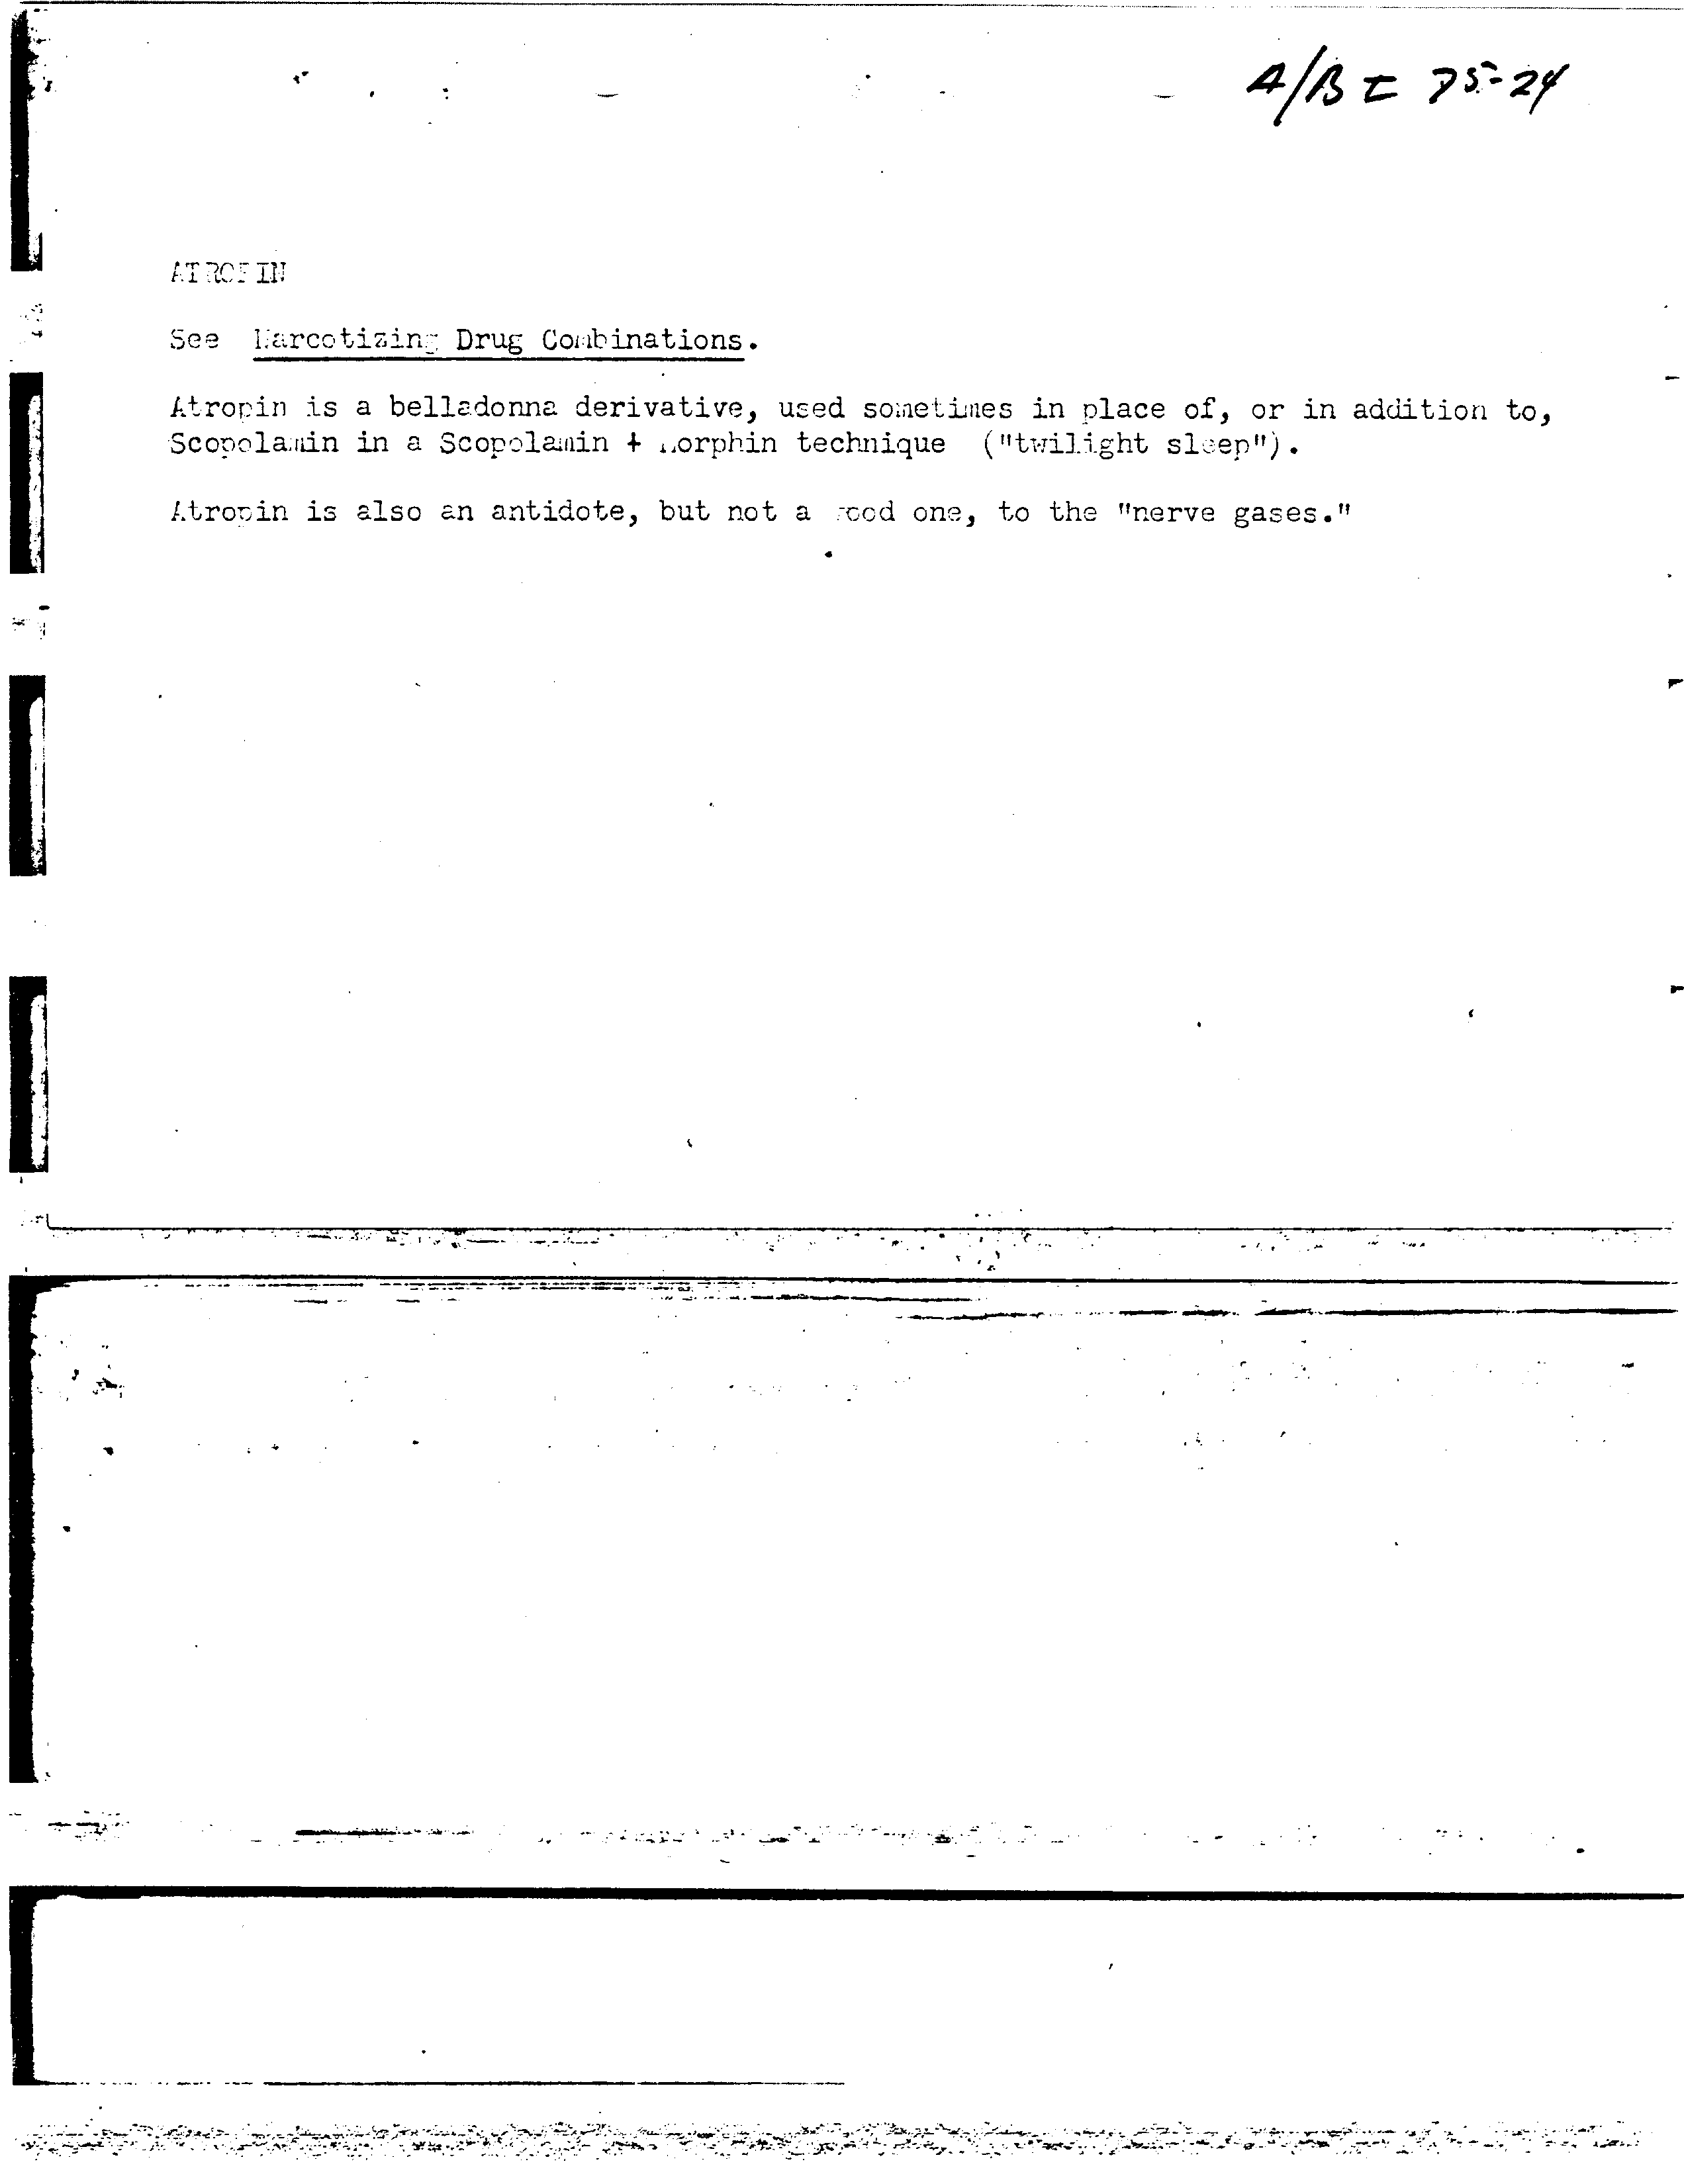 A/B I 75-24
ATROPIN
See Narcotizing Drug Combinations.
Atropin is a belladonna derivative, used sometimes in place of, or in addition to,
Scopolamin in a Scopolamin + Morphin technique ("twilight sleep").
Atropin is also an antidote, but not a good one, to the "nerve gases."